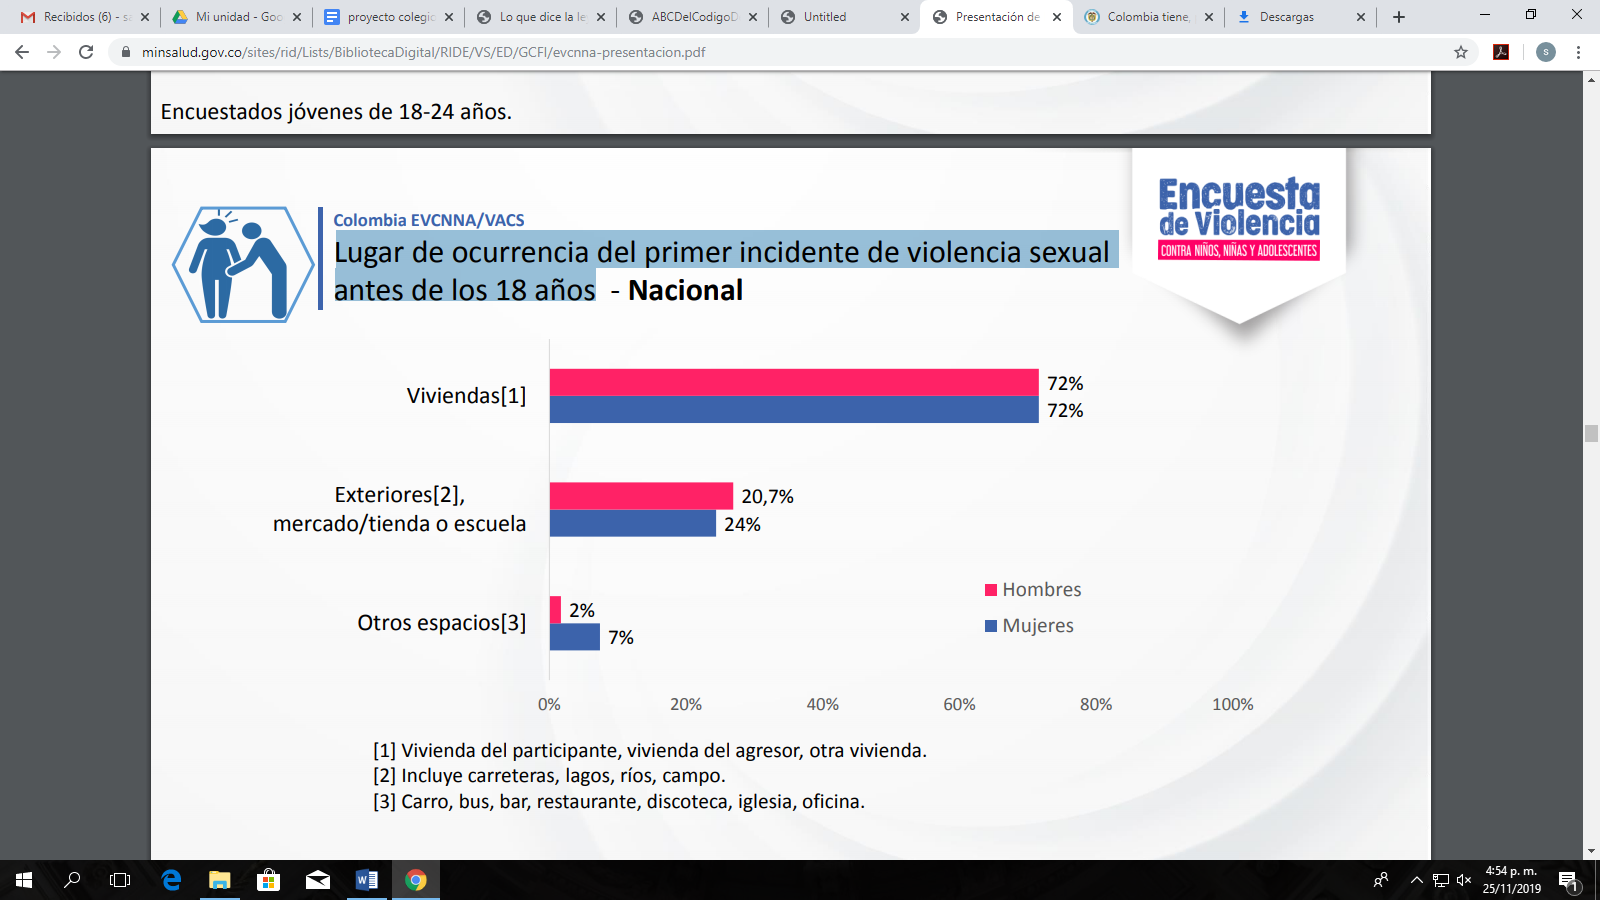 Recibidos (6) - sa
Mi unidad - Goo
proyecto colegio
Lo que dice la le
ABCDelCodigoD
Untitled
Presentación de
Colombia tiene,
Descargas
minsalud.gov.co/sites/rid/Lists/BibliotecaDigital/RIDE/VS/ED/GCFI/evcnna-presentacion.pdf
S
Encuestados jóvenes de 18-24 años.
Colombia EVCNNA/VACS
Lugar de ocurrencia del primer incidente de violencia sexual
antes de los 18 años - Nacional
Encuesta
de Violencia
CONTRA NIÑOS, NIÑAS Y ADOLESCENTES
Viviendas[1]
72%
72%
Exteriores[2],
mercado/tienda o escuela
20,7%
24%
Otros espacios[3]
2%
7%
Hombres
Mujeres
0% 20% 40% 60% 80% 100%
[1] Vivienda del participante, vivienda del agresor, otra vivienda.
[2] Incluye carreteras, lagos, ríos, campo.
[3] Carro, bus, bar, restaurante, discoteca, iglesia, oficina.
4:54 p. m.
25/11/2019
1